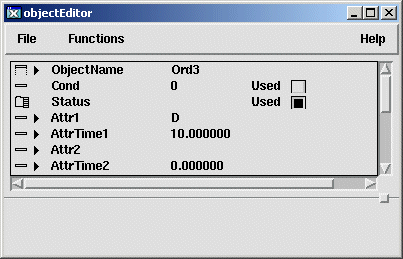 objectEditor
File Functions Help
ObjectName Ord3
Cond 0 Used
Status Used
Attr1 D
AttrTime1 10.000000
Attr2
AttrTime2 0.000000